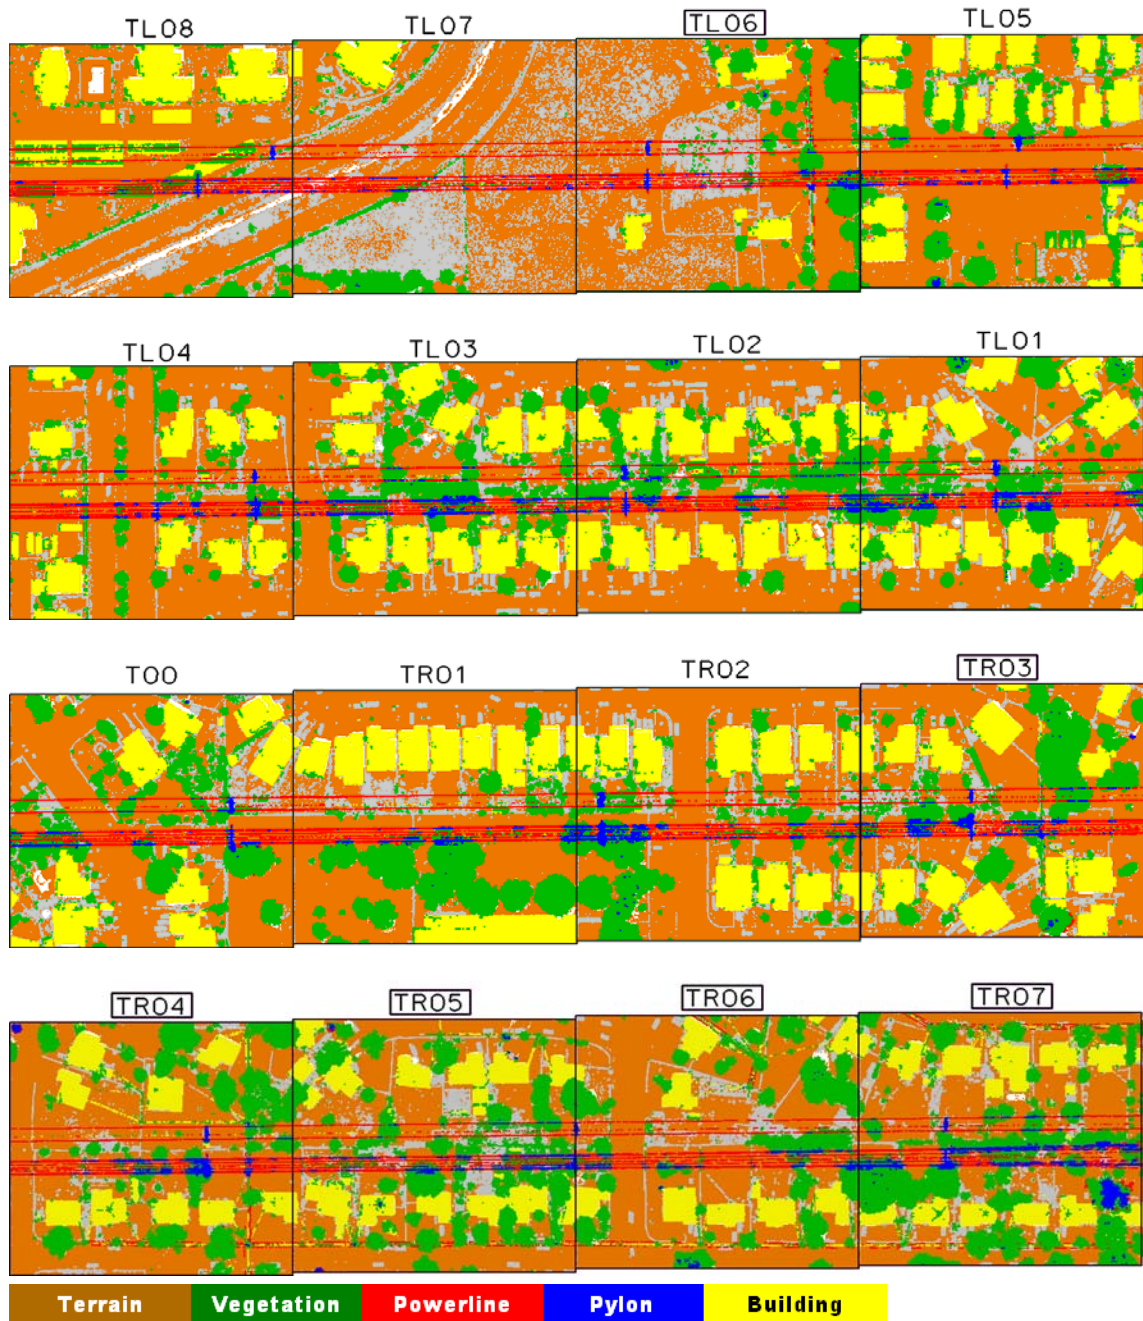 TL08 TL07 TL06 TL05
TL04 TL03 TL02 TL01
T00 TR01 TR02 TR03
TR04 TR05 TR06 TR07
Terrain Vegetation Powerline Pylon Building